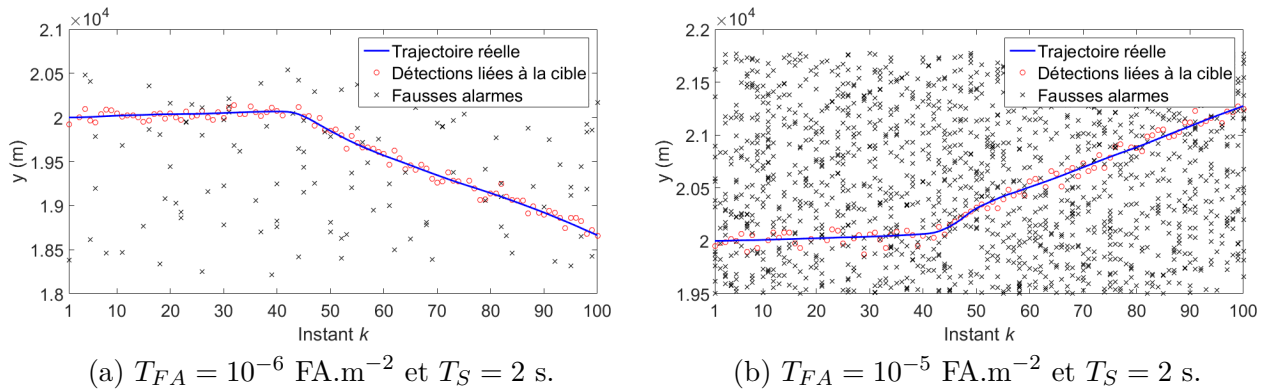 ×10⁴
y (m)
2.1
2.05
2
1.95
1.9
1.85
1.8
1 10 20 30 40 50 60 70 80 90 100
Instant k
Trajectoire réelle
Détections liées à la cible
Fausses alarmes
(a) T_{FA} = 10⁻⁶ FA.m⁻² et T_S = 2 s.
×10⁴
y (m)
2.2
2.15
2.1
2.05
2
1.95
1 10 20 30 40 50 60 70 80 90 100
Instant k
Trajectoire réelle
Détections liées à la cible
Fausses alarmes
(b) T_{FA} = 10⁻⁵ FA.m⁻² et T_S = 2 s.